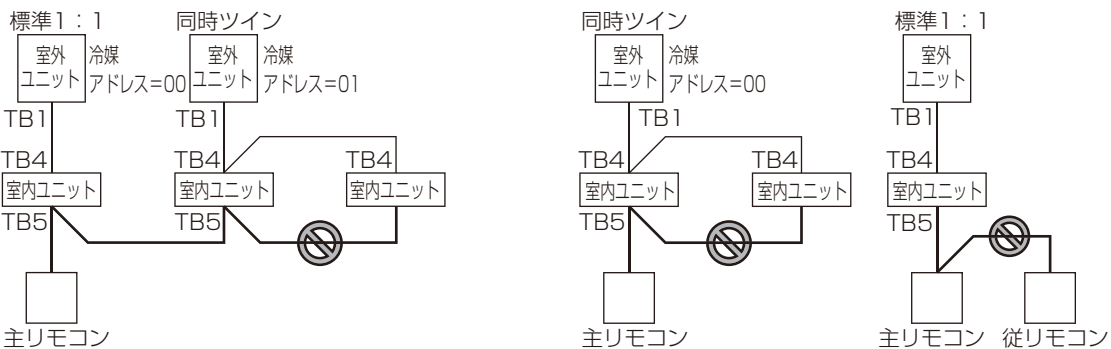 標準1：1
同時ツイン
同時ツイン
標準1：1
室外
ユニット
冷媒
アドレス=00
室外
ユニット
冷媒
アドレス=01
室外
ユニット
冷媒
アドレス=00
室外
ユニット
TB1
TB1
TB1
TB1
TB4
TB4
TB4
TB4
TB4
TB4
室内ユニット
室内ユニット
室内ユニット
室内ユニット
室内ユニット
室内ユニット
TB5
TB5
TB5
TB5
主リモコン
主リモコン
主リモコン
従リモコン